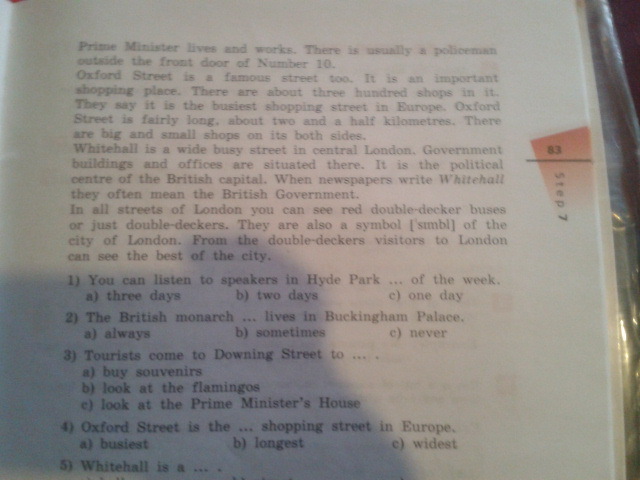 Prime Minister lives and works. There is usually a policeman
outside the front door of Number 10.
Oxford Street is a famous street too. It is an important
shopping place. There are about three hundred shops in it.
They say it is the busiest shopping street in Europe. Oxford
Street is fairly long, about two and a half kilometres. There
are big and small shops on its both sides.
Whitehall is a wide busy street in central London. Government
buildings and offices are situated there. It is the political
centre of the British capital. When newspapers write Whitehall
they often mean the British Government.
In all streets of London you can see red double-decker buses
or just double-deckers. They are also a symbol [ˈsɪmbl] of the
city of London. From the double-deckers visitors to London
can see the best of the city.
1) You can listen to speakers in Hyde Park ... of the week.
a) three days b) two days c) one day
2) The British monarch ... lives in Buckingham Palace.
a) always b) sometimes c) never
3) Tourists come to Downing Street to ... .
a) buy souvenirs
b) look at the flamingos
c) look at the Prime Minister's House
4) Oxford Street is the ... shopping street in Europe.
a) busiest b) longest c) widest
5) Whitehall is a ... .
83
Step 7